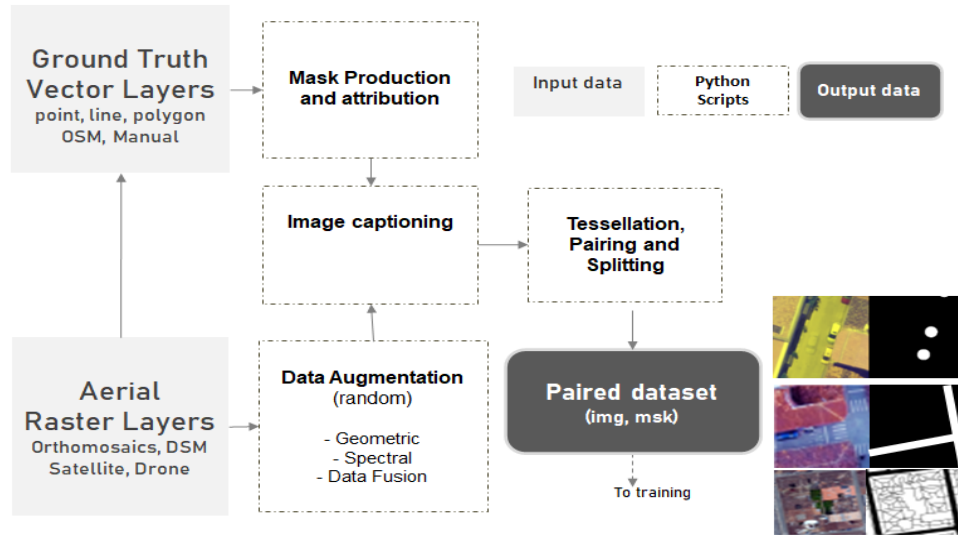 Ground Truth
Vector Layers
point, line, polygon
OSM, Manual
Mask Production
and attribution
Input data
Python
Scripts
Output data
Image captioning
Tessellation,
Pairing and
Splitting
Aerial
Raster Layers
Orthomosaics, DSM
Satellite, Drone
Data Augmentation
(random)
- Geometric
- Spectral
- Data Fusion
Paired dataset
(img, msk)
To training